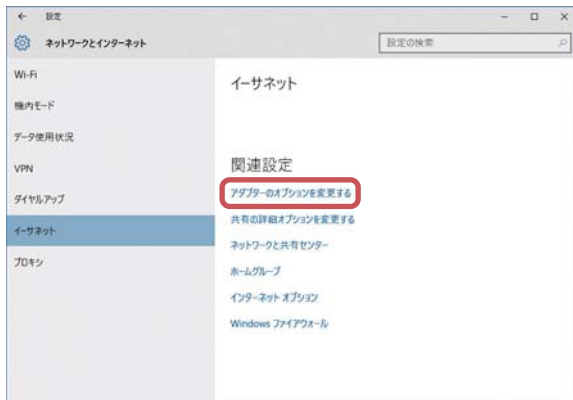 設定
ネットワークとインターネット
設定の検索
Wi-Fi
機内モード
データ使用状況
VPN
ダイヤルアップ
イーサネット
プロキシ
イーサネット
関連設定
アダプターのオプションを変更する
共有の詳細オプションを変更する
ネットワークと共有センター
ホームグループ
インターネット オプション
Windows ファイアウォール